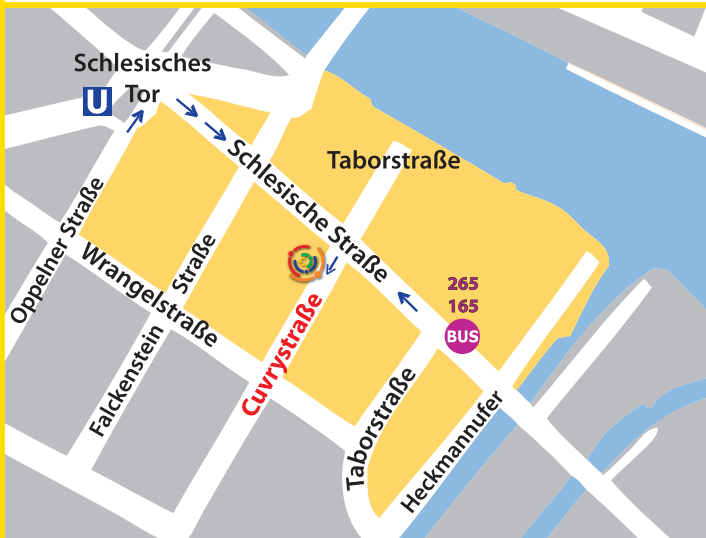 Schlesisches
Tor
U
Taborstraße
Schlesische Straße
Oppelner Straße
Wrangelstraße
Falckenstein Straße
Cuvrystraße
265
165
BUS
Taborstraße
Heckmannufer